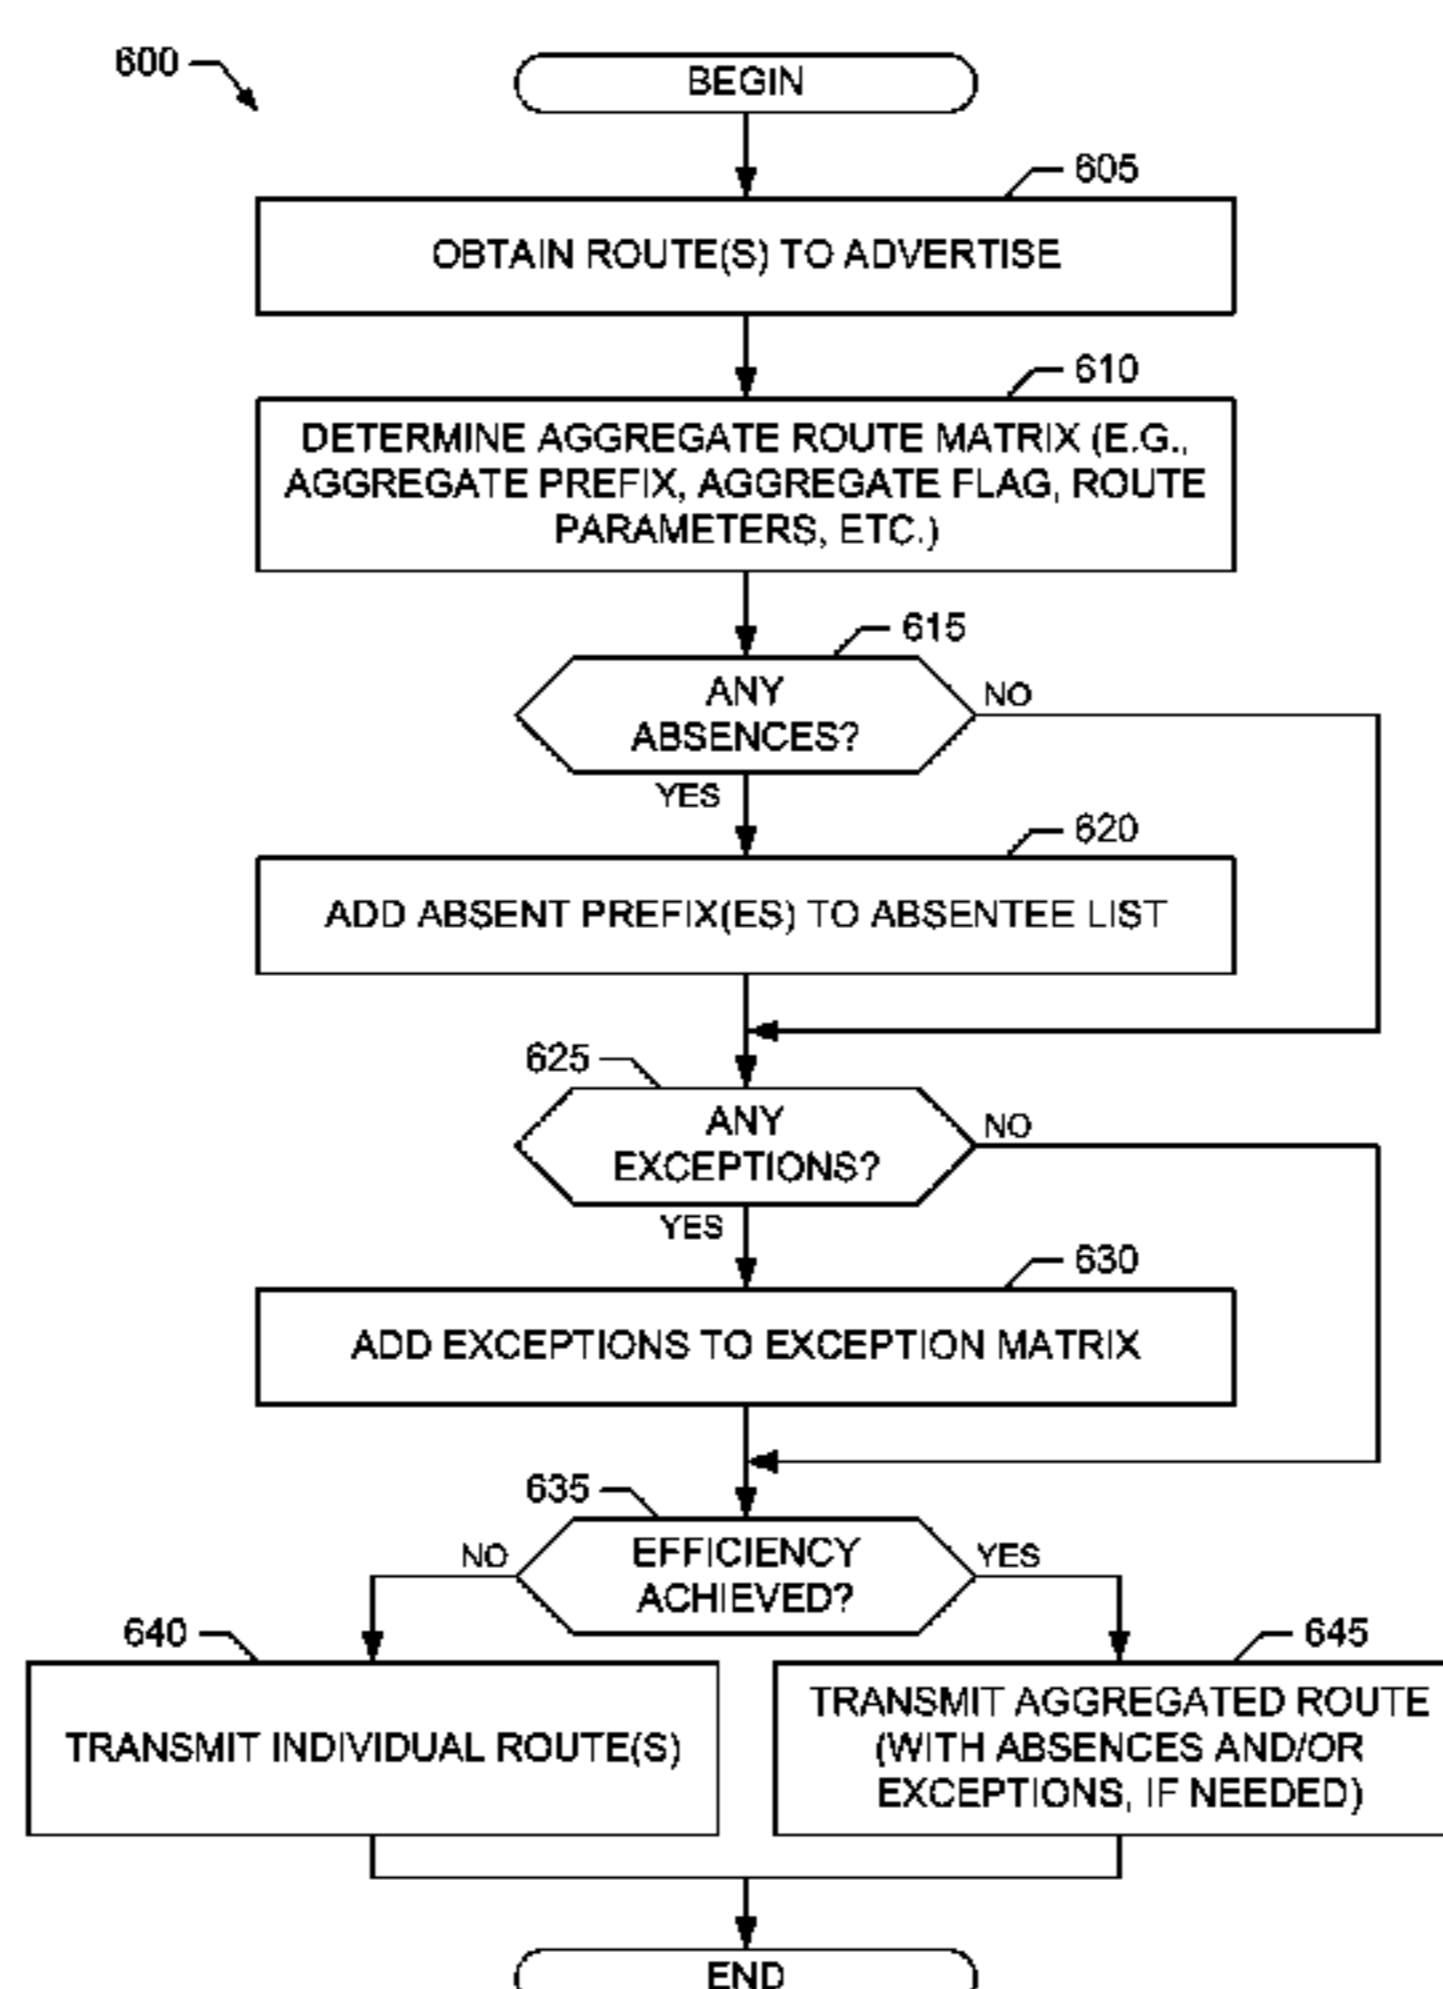 600
BEGIN
605
OBTAIN ROUTE(S) TO ADVERTISE
610
DETERMINE AGGREGATE ROUTE MATRIX (E.G.,
AGGREGATE PREFIX, AGGREGATE FLAG, ROUTE
PARAMETERS, ETC.)
615
ANY
ABSENCES?
NO
YES
620
ADD ABSENT PREFIX(ES) TO ABSENTEE LIST
625
ANY
EXCEPTIONS?
NO
YES
630
ADD EXCEPTIONS TO EXCEPTION MATRIX
635
EFFICIENCY
ACHIEVED?
NO
YES
640
TRANSMIT INDIVIDUAL ROUTE(S)
645
TRANSMIT AGGREGATED ROUTE
(WITH ABSENCES AND/OR
EXCEPTIONS, IF NEEDED)
END